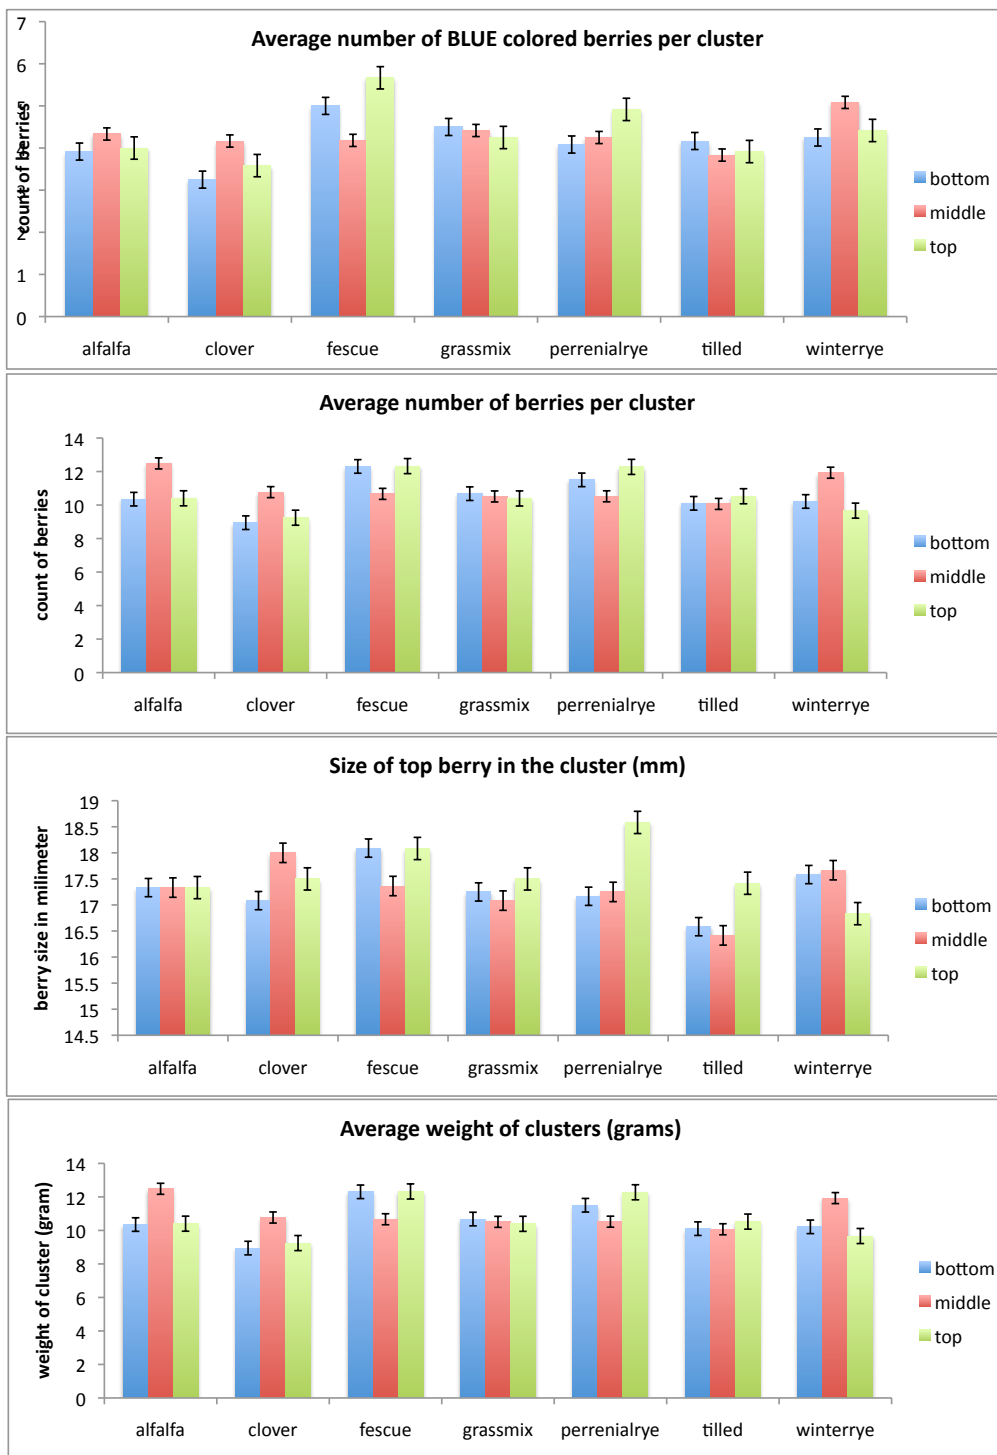 Average number of BLUE colored berries per cluster
count of berries
7
6
5
4
3
2
1
0
alfalfa clover fescue grassmix perrenialrye tilled winterrye
bottom
middle
top
Average number of berries per cluster
count of berries
14
12
10
8
6
4
2
0
alfalfa clover fescue grassmix perrenialrye tilled winterrye
bottom
middle
top
Size of top berry in the cluster (mm)
berry size in milimeter
19
18.5
18
17.5
17
16.5
16
15.5
15
14.5
alfalfa clover fescue grassmix perrenialrye tilled winterrye
bottom
middle
top
Average weight of clusters (grams)
weight of cluster (gram)
14
12
10
8
6
4
2
0
alfalfa clover fescue grassmix perrenialrye tilled winterrye
bottom
middle
top